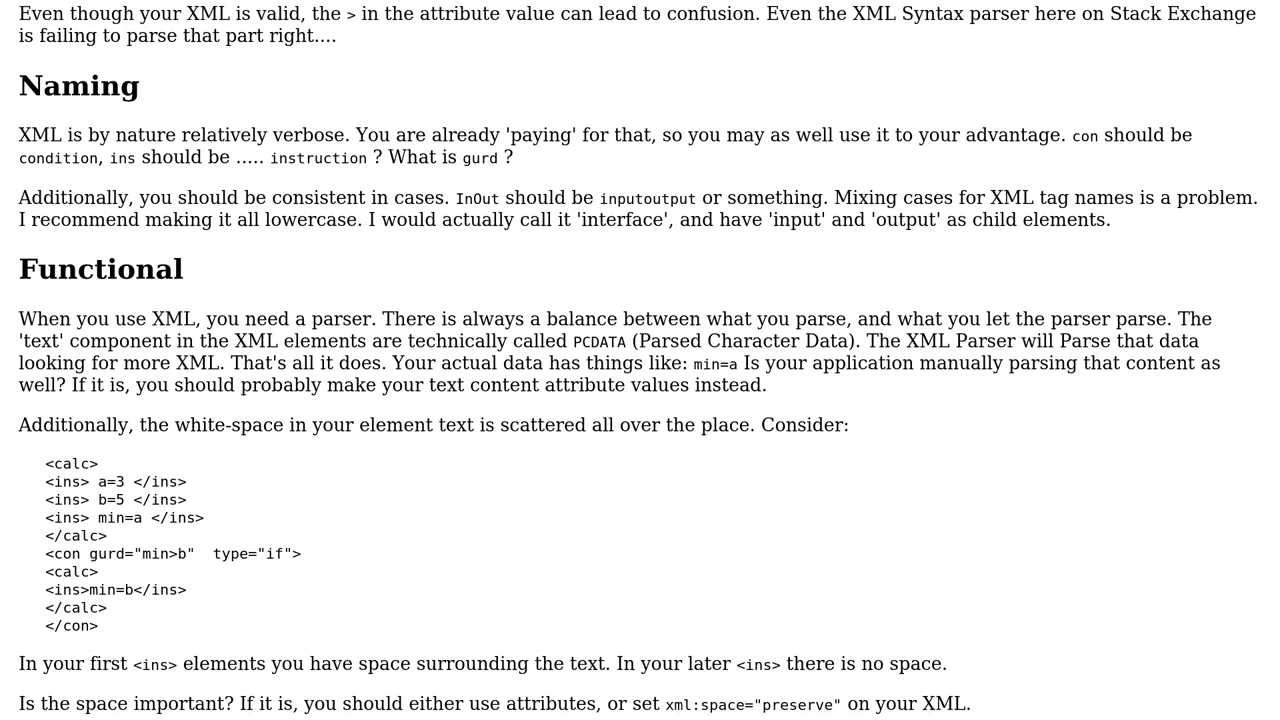 Even though your XML is valid, the > in the attribute value can lead to confusion. Even the XML Syntax parser here on Stack Exchange
is failing to parse that part right....
Naming
XML is by nature relatively verbose. You are already 'paying' for that, so you may as well use it to your advantage. con should be
condition, ins should be ..... instruction ? What is gurd ?
Additionally, you should be consistent in cases. InOut should be inputoutput or something. Mixing cases for XML tag names is a problem.
I recommend making it all lowercase. I would actually call it 'interface', and have 'input' and 'output' as child elements.
Functional
When you use XML, you need a parser. There is always a balance between what you parse, and what you let the parser parse. The
'text' component in the XML elements are technically called PCDATA (Parsed Character Data). The XML Parser will Parse that data
looking for more XML. That's all it does. Your actual data has things like: min=a Is your application manually parsing that content as
well? If it is, you should probably make your text content attribute values instead.
Additionally, the white-space in your element text is scattered all over the place. Consider:
<calc>
<ins> a=3 </ins>
<ins> b=5 </ins>
<ins> min=a </ins>
</calc>
<con gurd="min>b"  type="if">
<calc>
<ins>min=b</ins>
</calc>
</con>
In your first <ins> elements you have space surrounding the text. In your later <ins> there is no space.
Is the space important? If it is, you should either use attributes, or set xml:space="preserve" on your XML.